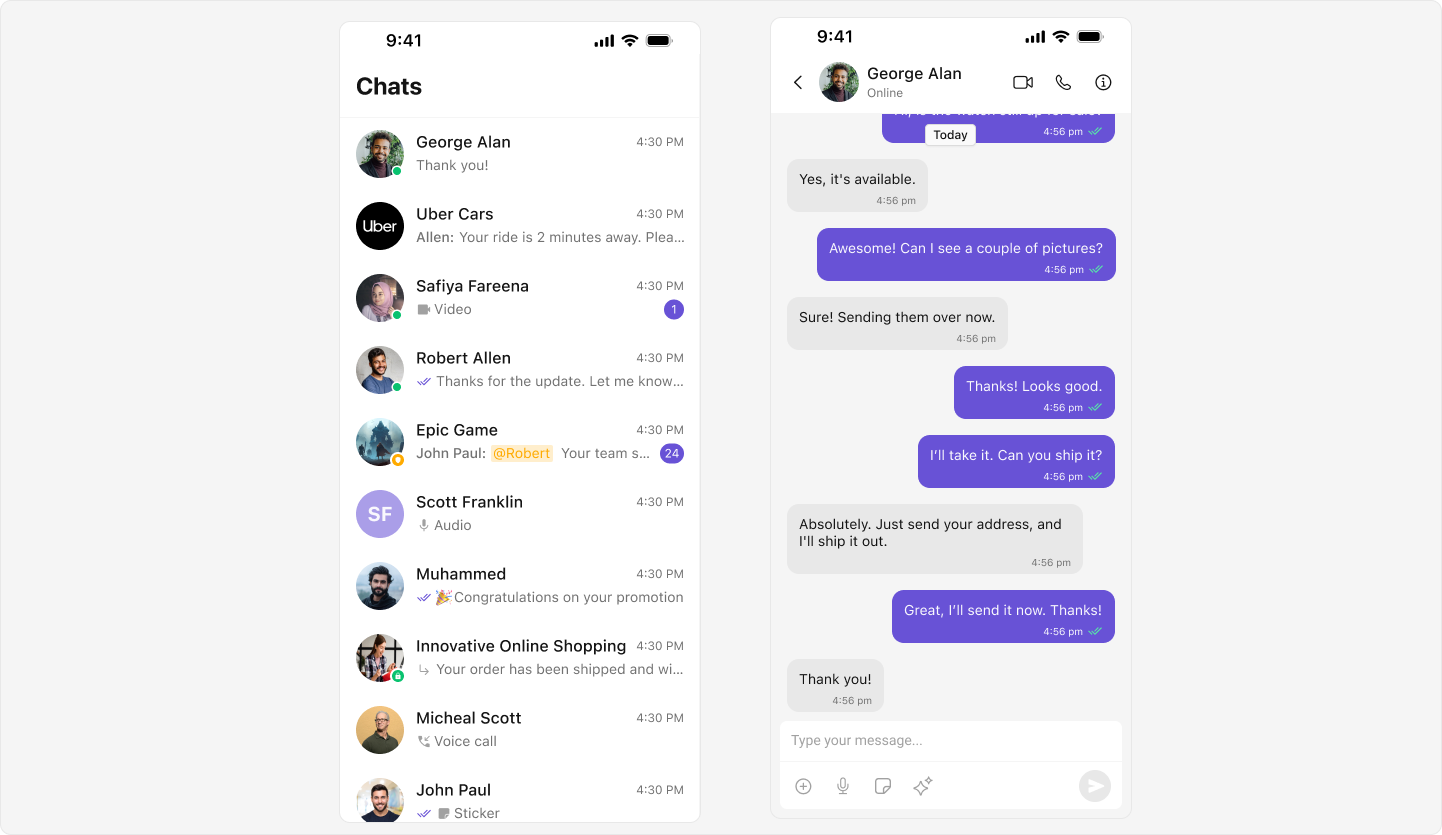 9:41
Chats
George Alan
4:30 PM
Thank you!
Uber
Uber Cars
4:30 PM
Allen: Your ride is 2 minutes away. Plea...
Safiya Fareena
4:30 PM
Video
1
Robert Allen
4:30 PM
Thanks for the update. Let me know...
Epic Game
4:30 PM
John Paul: @Robert Your team s...
24
SF
Scott Franklin
4:30 PM
Audio
Muhammed
4:30 PM
🎉Congratulations on your promotion
Innovative Online Shopping
4:30 PM
Your order has been shipped and wi...
Micheal Scott
4:30 PM
Voice call
John Paul
4:30 PM
Sticker
9:41
George Alan
Online
4:56 pm
Today
Yes, it's available.
4:56 pm
Awesome! Can I see a couple of pictures?
4:56 pm
Sure! Sending them over now.
4:56 pm
Thanks! Looks good.
4:56 pm
I’ll take it. Can you ship it?
4:56 pm
Absolutely. Just send your address, and
I'll ship it out.
4:56 pm
Great, I’ll send it now. Thanks!
4:56 pm
Thank you!
4:56 pm
Type your message...